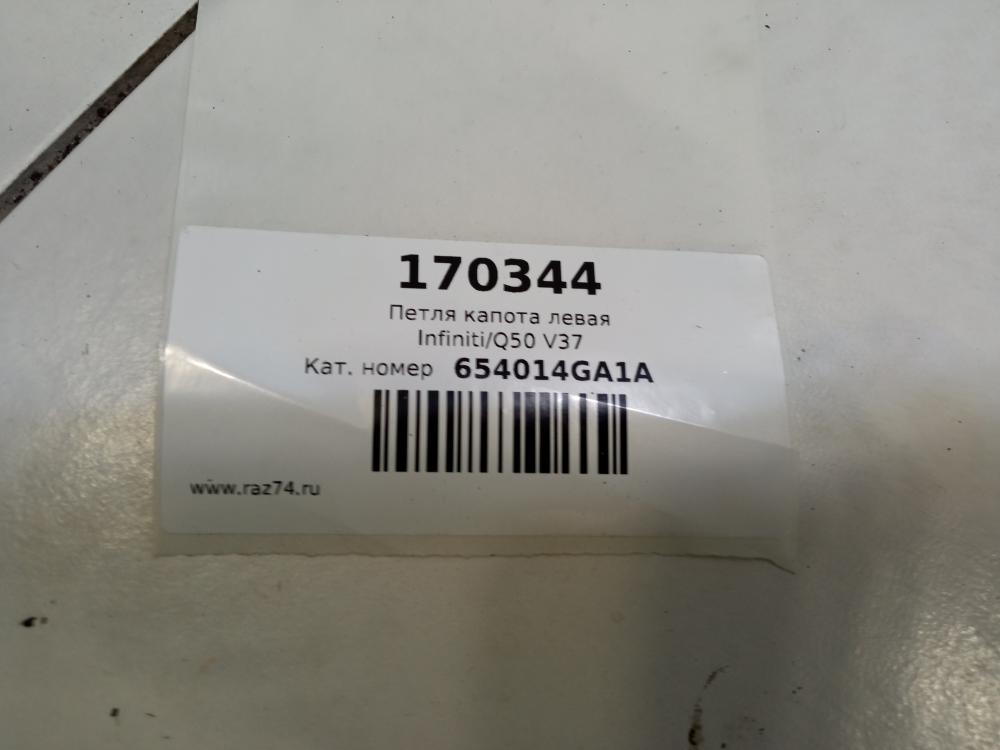 170344
Петля капота левая
Infiniti/Q50 V37
Кат. номер 654014GA1A
www.raz74.ru